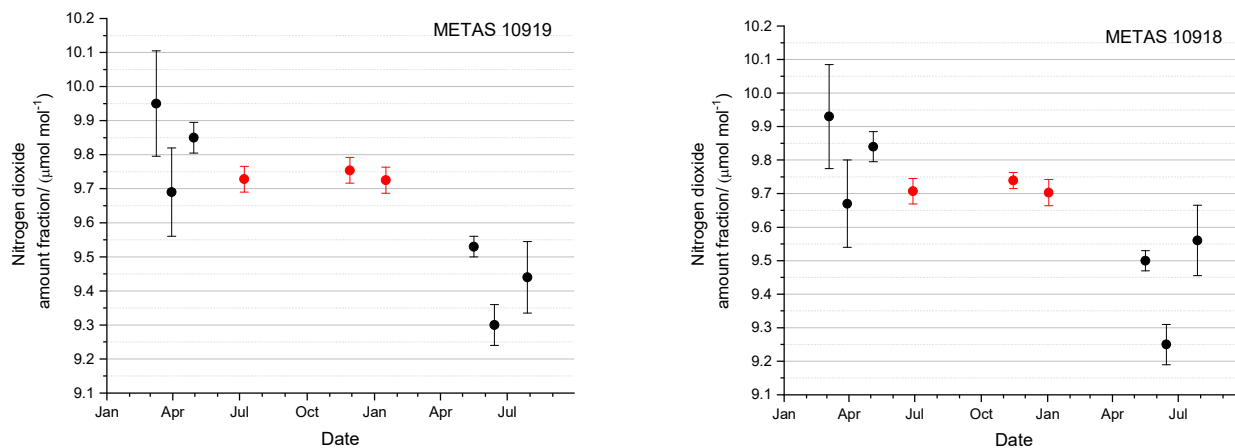 METAS 10919
Nitrogen dioxide
amount fraction/ (μmol mol⁻¹)
10.2
10.1
10.0
9.9
9.8
9.7
9.6
9.5
9.4
9.3
9.2
9.1
Jan Apr Jul Oct Jan Apr Jul
Date
METAS 10918
Nitrogen dioxide
amount fraction/ (μmol mol⁻¹)
10.2
10.1
10.0
9.9
9.8
9.7
9.6
9.5
9.4
9.3
9.2
9.1
Jan Apr Jul Oct Jan Apr Jul
Date